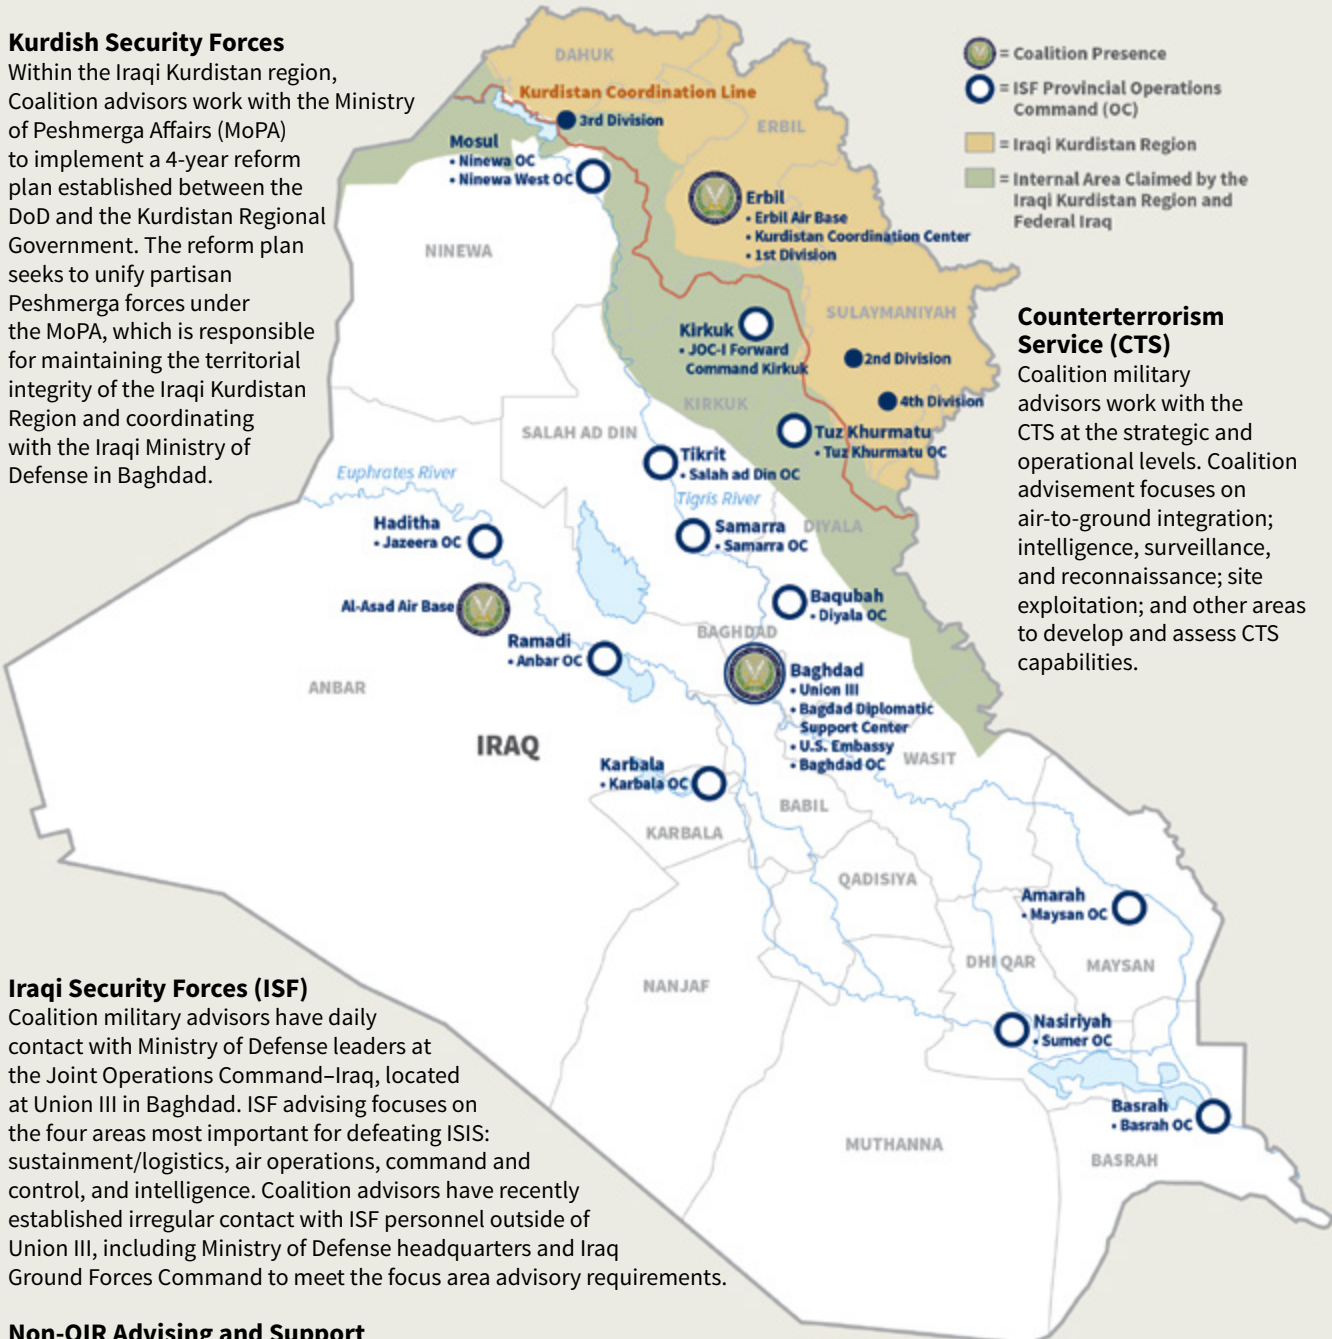 Kurdish Security Forces
Within the Iraqi Kurdistan region,
Coalition advisors work with the Ministry
of Peshmerga Affairs (MoPA)
to implement a 4-year reform
plan established between the
DoD and the Kurdistan Regional
Government. The reform plan
seeks to unify partisan
Peshmerga forces under
the MoPA, which is responsible
for maintaining the territorial
integrity of the Iraqi Kurdistan
Region and coordinating
with the Iraqi Ministry of
Defense in Baghdad.
= Coalition Presence
= ISF Provincial Operations
Command (OC)
= Iraqi Kurdistan Region
= Internal Area Claimed by the
Iraqi Kurdistan Region and
Federal Iraq
DAHUK
Kurdistan Coordination Line
3rd Division
ERBIL
Mosul
• Ninewa OC
• Ninewa West OC
Erbil
• Erbil Air Base
• Kurdistan Coordination Center
• 1st Division
NINEWA
SULAYMANIYAH
Kirkuk
• JOC-I Forward
Command Kirkuk
2nd Division
4th Division
KIRKUK
SALAH AD DIN
Tuz Khurmatu
• Tuz Khurmatu OC
Tikrit
• Salah ad Din OC
Euphrates River
Tigris River
Haditha
• Jazeera OC
Samarra
• Samarra OC
DIYALA
Al-Asad Air Base
Baqubah
• Diyala OC
BAGHDAD
Ramadi
• Anbar OC
ANBAR
Baghdad
• Union III
• Bagdad Diplomatic
Support Center
• U.S. Embassy
• Baghdad OC
IRAQ
WASIT
Karbala
• Karbala OC
BABIL
KARBALA
QADISIYA
Amarah
• Maysan OC
DHI QAR
MAYSAN
NANJAF
Nasiriyah
• Sumer OC
Basrah
• Basrah OC
MUTHANNA
BASRAH
Counterterrorism
Service (CTS)
Coalition military
advisors work with the
CTS at the strategic and
operational levels. Coalition
advisement focuses on
air-to-ground integration;
intelligence, surveillance,
and reconnaissance; site
exploitation; and other areas
to develop and assess CTS
capabilities.
Iraqi Security Forces (ISF)
Coalition military advisors have daily
contact with Ministry of Defense leaders at
the Joint Operations Command–Iraq, located
at Union III in Baghdad. ISF advising focuses on
the four areas most important for defeating ISIS:
sustainment/logistics, air operations, command and
control, and intelligence. Coalition advisors have recently
established irregular contact with ISF personnel outside of
Union III, including Ministry of Defense headquarters and Iraq
Ground Forces Command to meet the focus area advisory requirements.
Non-OIR Advising and Support